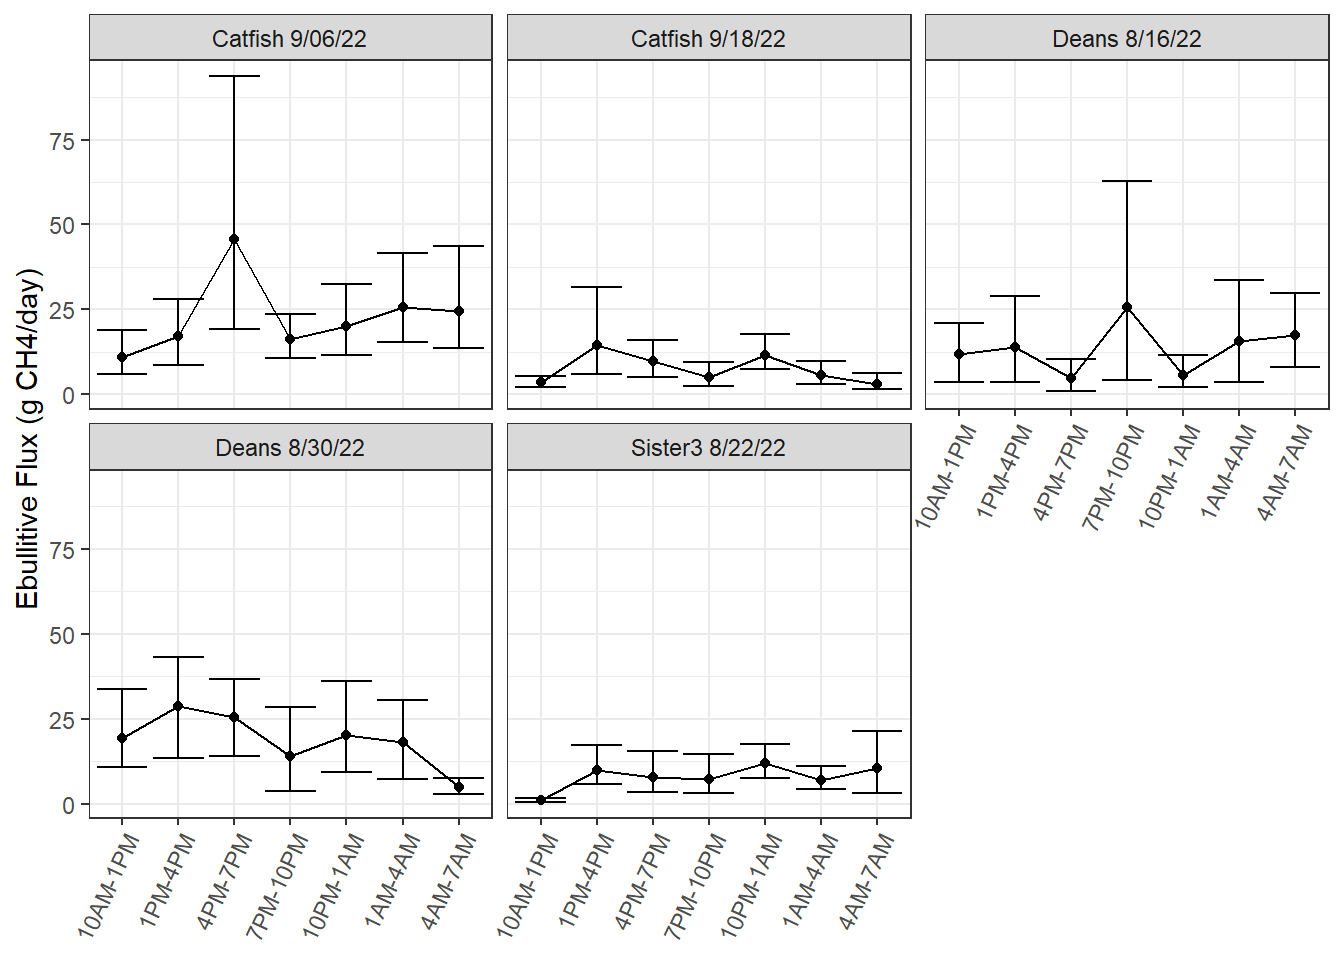 Catfish 9/06/22
Catfish 9/18/22
Deans 8/16/22
75
50
25
0
Ebullitive Flux (g CH4/day)
10AM-1PM
1PM-4PM
4PM-7PM
7PM-10PM
10PM-1AM
1AM-4AM
4AM-7AM
Deans 8/30/22
Sister3 8/22/22
75
50
25
0
10AM-1PM
1PM-4PM
4PM-7PM
7PM-10PM
10PM-1AM
1AM-4AM
4AM-7AM
10AM-1PM
1PM-4PM
4PM-7PM
7PM-10PM
10PM-1AM
1AM-4AM
4AM-7AM